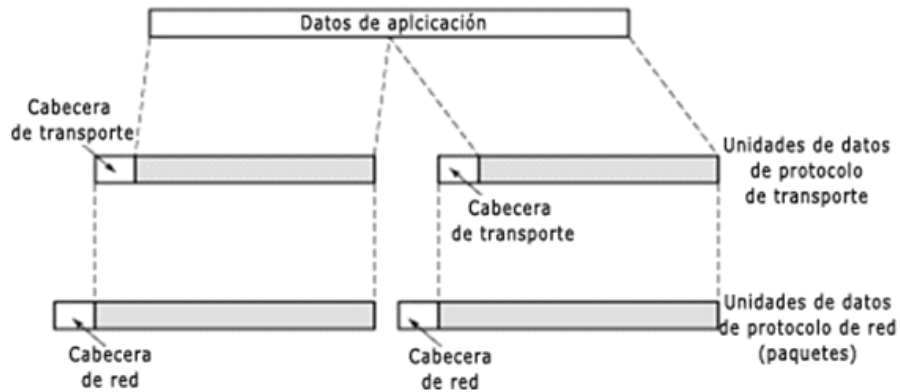 Datos de aplcicación
Cabecera
de transporte
Unidades de datos
de protocolo
de transporte
Cabecera
de transporte
Unidades de datos
de protocolo de red
(paquetes)
Cabecera
de red
Cabecera
de red